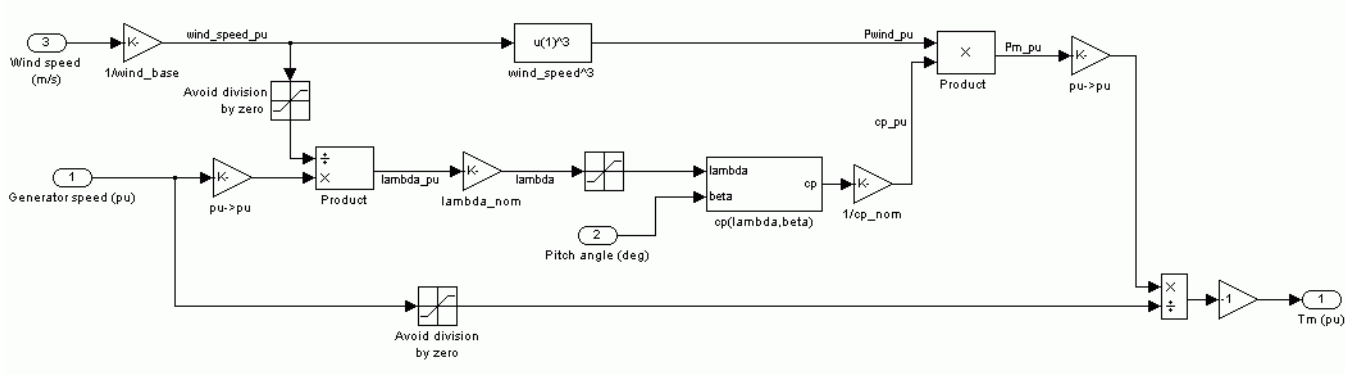 3
Wind speed
(m/s)
K-
1/wind_base
wind_speed_pu
u(1)^3
wind_speed^3
Pwind_pu
×
Product
Pm_pu
K-
pu->pu
Avoid division
by zero
cp_pu
1
Generator speed (pu)
K-
pu->pu
÷
×
Product
lambda_pu
K-
lambda_nom
lambda
lambda
beta
cp
cp(lambda,beta)
K-
1/cp_nom
2
Pitch angle (deg)
Avoid division
by zero
×
÷
-1
1
Tm (pu)